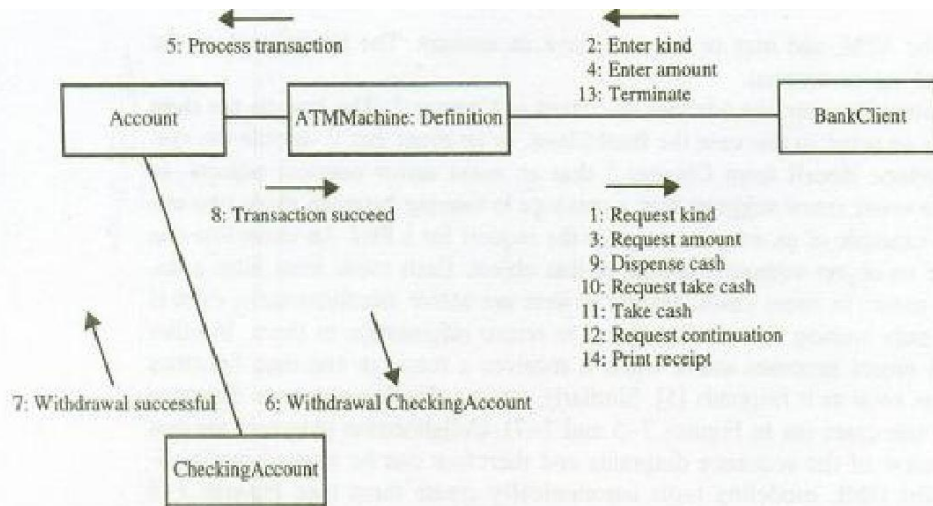 5: Process transaction
2: Enter kind
4: Enter amount
13: Terminate
Account
ATMMachine: Definition
BankClient
8: Transaction succeed
1: Request kind
3: Request amount
9: Dispense cash
10: Request take cash
11: Take cash
12: Request continuation
14: Print receipt
7: Withdrawal successful
6: Withdrawal CheckingAccount
CheckingAccount